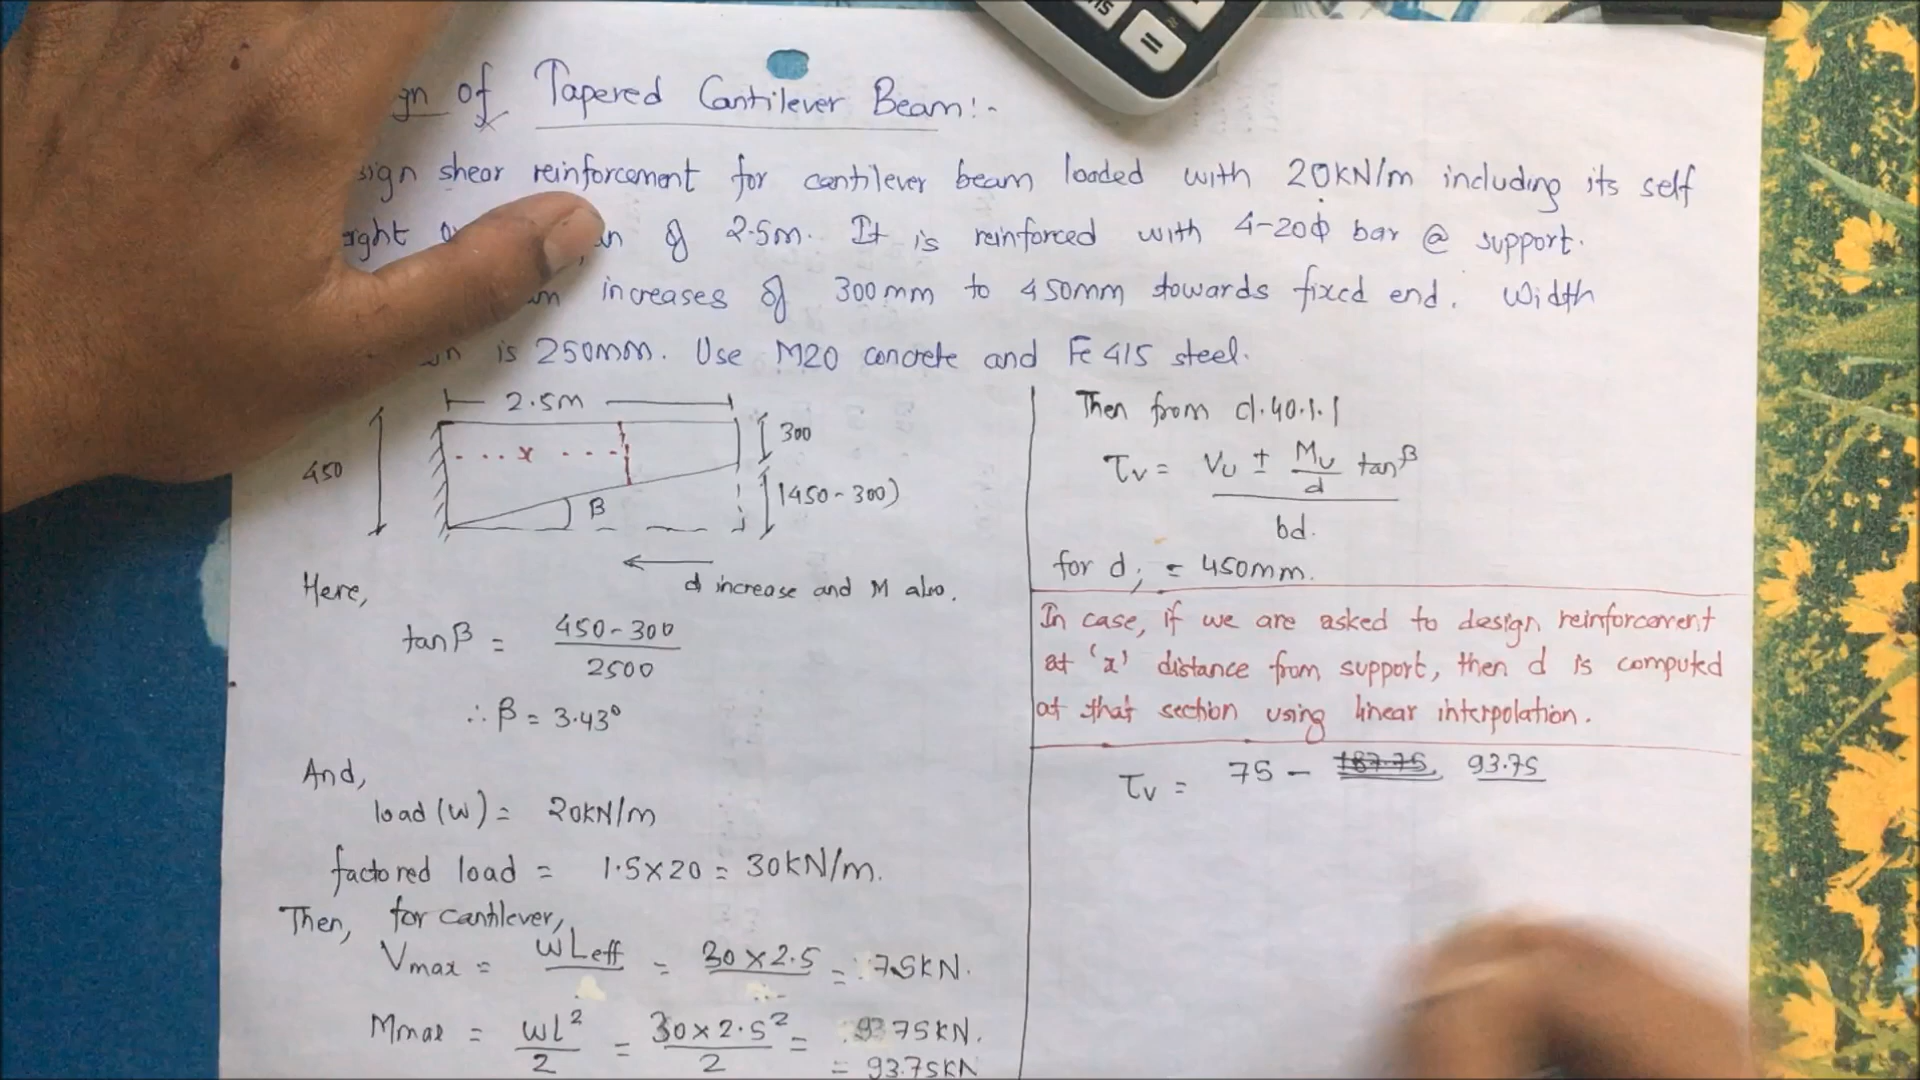 gn of Tapered Cantilever Beam:-
sign shear reinforcement for cantilever beam loaded with 20KN/m including its self
ight of 2.5m. It is reinforced with 4-20ϕ bar @ support.
increases of 300mm to 450mm towards fixed end. Width
is 250mm. Use M20 concrete and Fe 415 steel.
2.5m
300
450
x
β
(450-300)
d increase and M also.
Here,
tanβ = 450-300 / 2500
∴ β = 3.43°
And,
load (w) = 20KN/m
factored load = 1.5×20 = 30KN/m.
Then, for cantilever,
Vmax = wLeff = 30×2.5 = 75KN.
Mmax = wL² / 2 = 30×2.5² / 2 = 93.75KN.
= 93.75KN
Then from cl.40.1.1
τv = Vu ± Mu/d tanβ / bd.
for d, = 450mm.
In case, if we are asked to design reinforcement
at 'x' distance from support, then d is computed
at that section using linear interpolation.
τv = 75 - 187.75 93.75
=